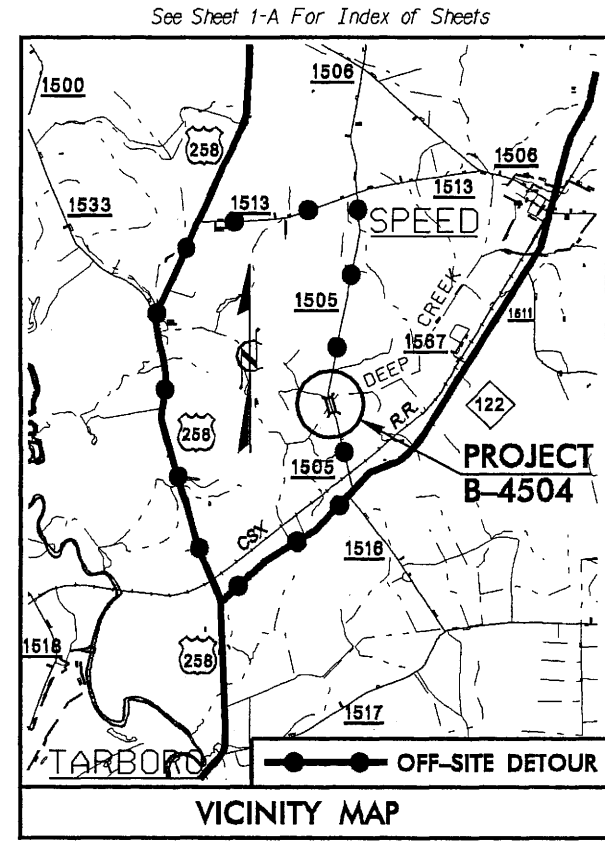 See Sheet 1-A For Index of Sheets
1500
1506
258
1506
1533
1513
1513
SPEED
1505
CREEK
1511
1567
DEEP
122
R.R.
258
PROJECT
B-4504
1505
CSX
1516
1518
258
1517
TARBORO
OFF-SITE DETOUR
VICINITY MAP